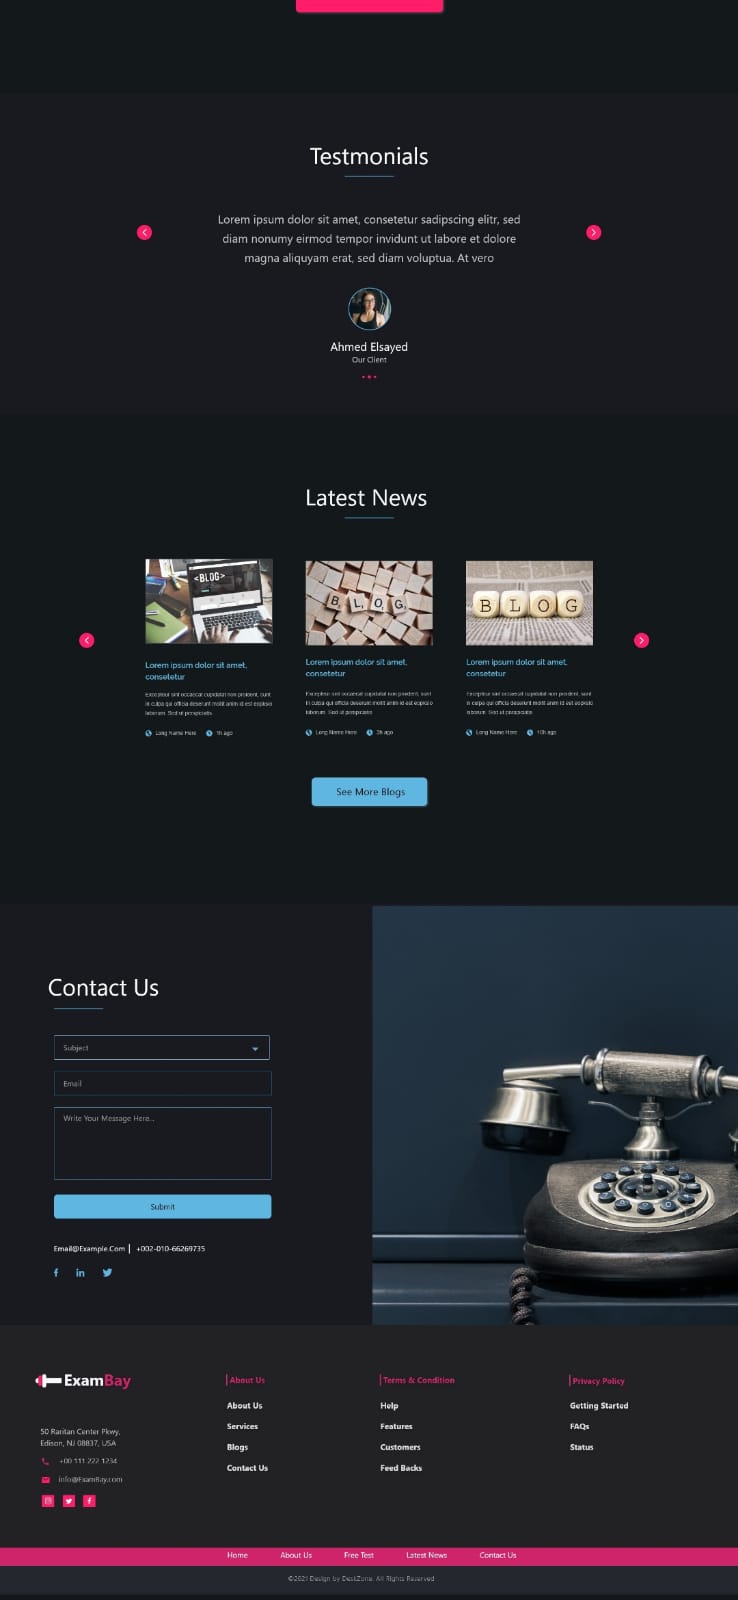 Testmonials
Lorem ipsum dolor sit amet, consetetur sadipscing elitr, sed
diam nonumy eirmod tempor invidunt ut labore et dolore
magna aliquyam erat, sed diam voluptua. At vero
Ahmed Elsayed
Our Client
Latest News
<BLOG>
BLOG
BLOG
Lorem ipsum dolor sit amet,
consetetur
Excepteur sint occaecat cupidatat non proident, sunt
in culpa qui officia deserunt mollit anim id est explisio
laborum. Sed ut perspiciatis
Long Name Here 1h ago
Lorem ipsum dolor sit amet,
consetetur
Excepteur sint occaecat cupidatat non proident, sunt
in culpa qui officia deserunt mollit anim id est explisio
laborum. Sed ut perspiciatis
Long Name Here 3h ago
Lorem ipsum dolor sit amet,
consetetur
Excepteur sint occaecat cupidatat non proident, sunt
in culpa qui officia deserunt mollit anim id est explisio
laborum. Sed ut perspiciatis
Long Name Here 10h ago
See More Blogs
Contact Us
Subject
Email
Write Your Message Here...
Submit
Email@Example.Com | +002-010-66269735
ExamBay
50 Raritan Center Pkwy,
Edison, NJ 08837, USA
+00 111 222 1234
info@ExamBay.com
About Us
About Us
Services
Blogs
Contact Us
Terms & Condition
Help
Features
Customers
Feed Backs
Privacy Policy
Getting Started
FAQs
Status
Home About Us Free Test Latest News Contact Us
©2021 Design by DeskZone. All Rights Reserved